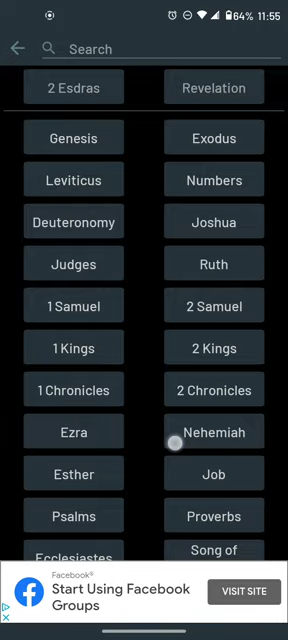 64% 11:55
Search
2 Esdras Revelation
Genesis Exodus
Leviticus Numbers
Deuteronomy Joshua
Judges Ruth
1 Samuel 2 Samuel
1 Kings 2 Kings
1 Chronicles 2 Chronicles
Ezra Nehemiah
Esther Job
Psalms Proverbs
Ecclesiastes Song of
Facebook®
Start Using Facebook
Groups
VISIT SITE